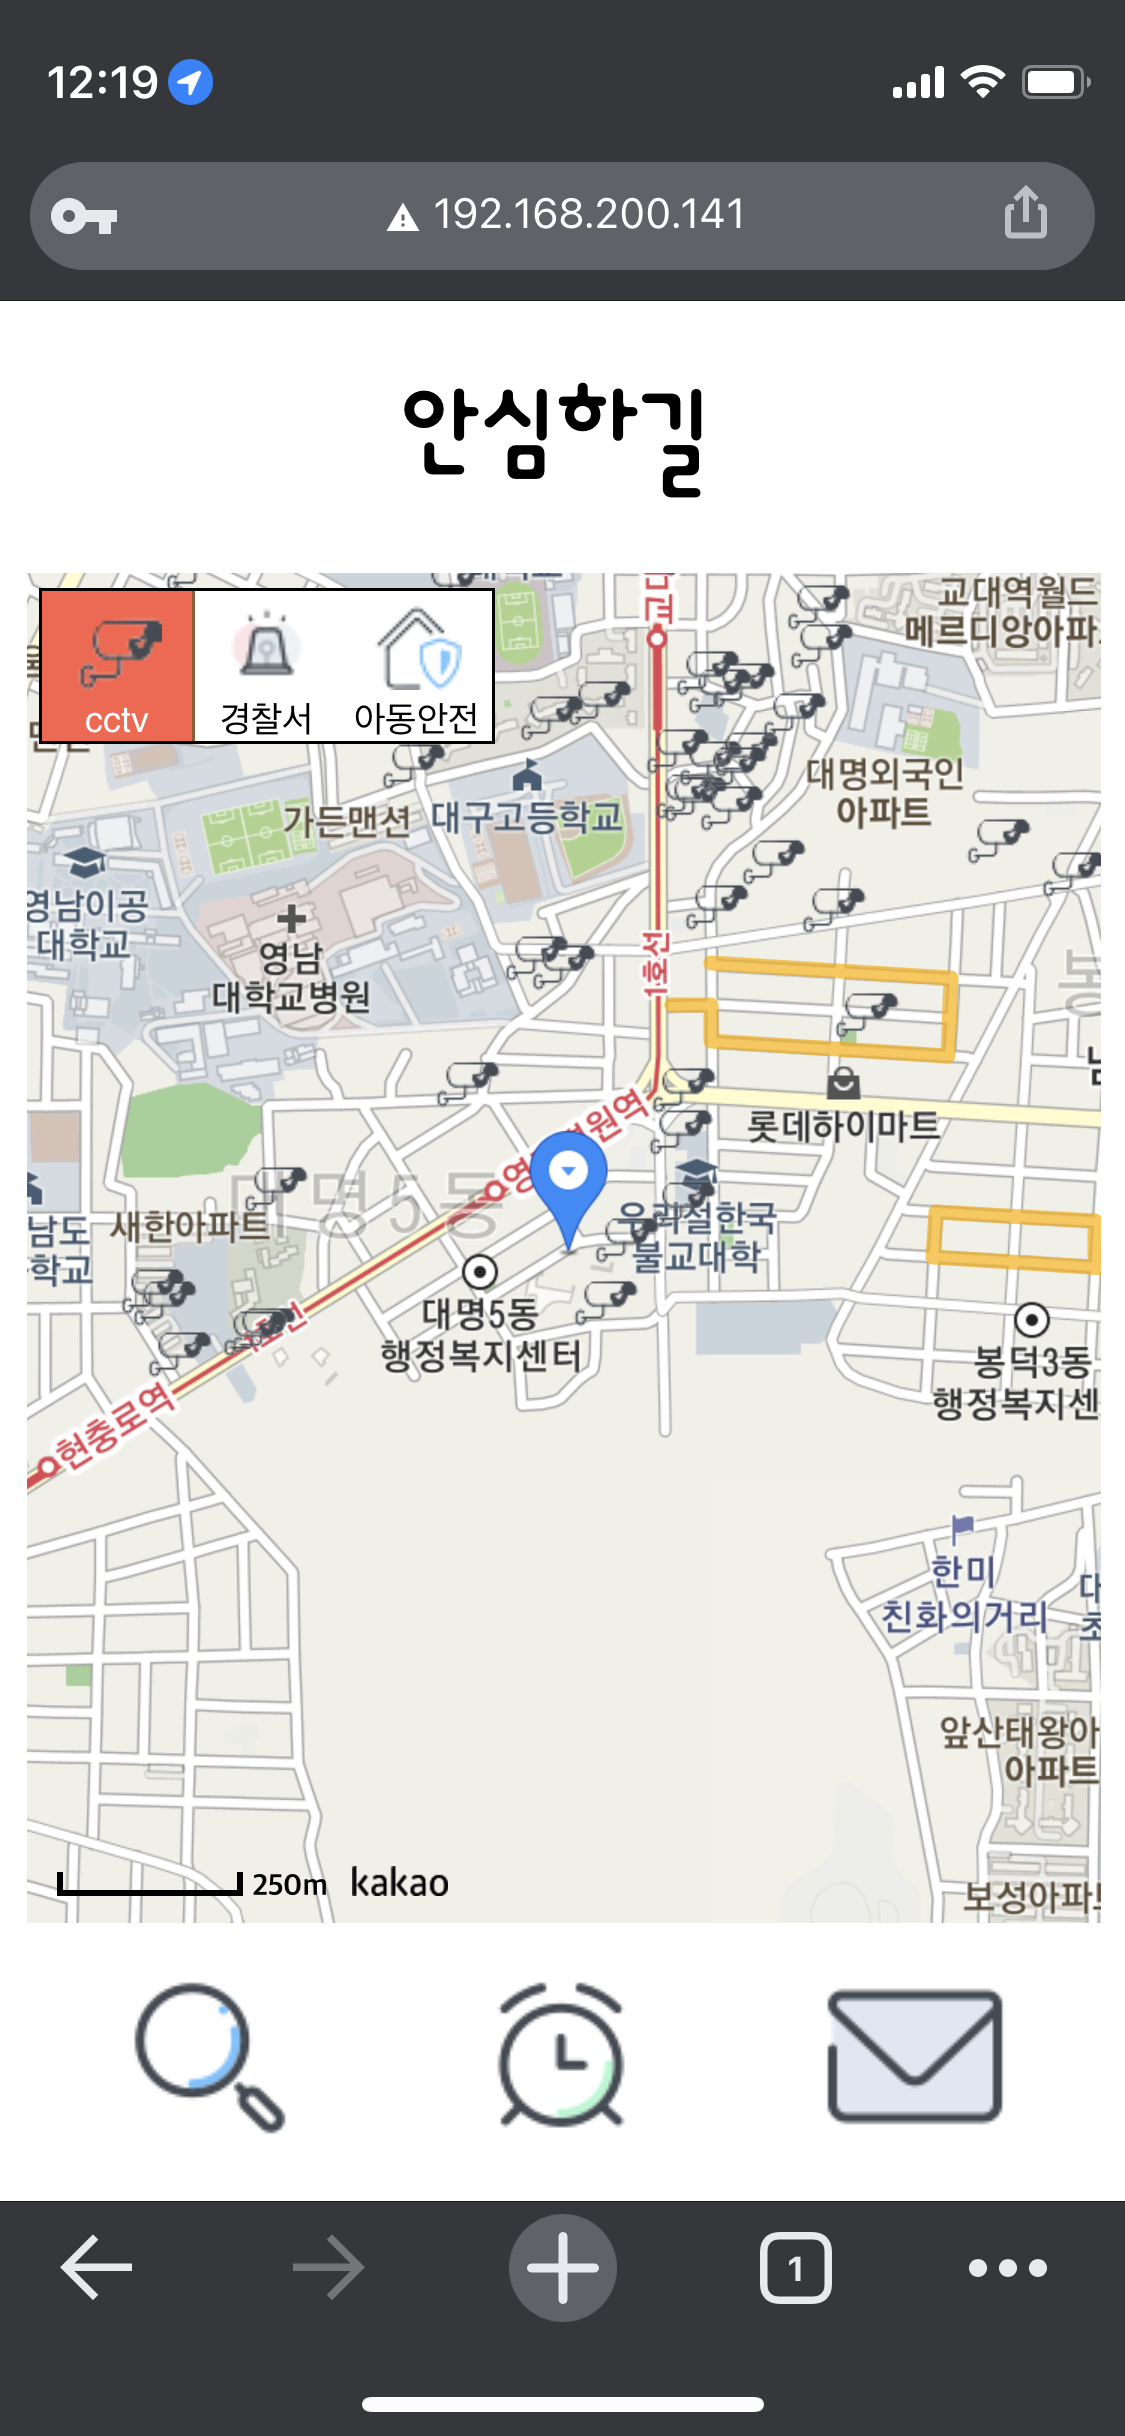 12:19
192.168.200.141
안심하길
cctv
경찰서
아동안전
교대역월드
메르디앙아파
가든맨션
대구고등학교
대명외국인
아파트
영남이공
대학교
영남
대학교병원
1호선
롯데하이마트
대명5동
새한아파트
남도
학교
우리절한국
불교대학
대명5동
행정복지센터
봉덕3동
행정복지센
현충로역
한미
친화의거리
앞산태왕아
아파트
보성아파트
250m kakao
1